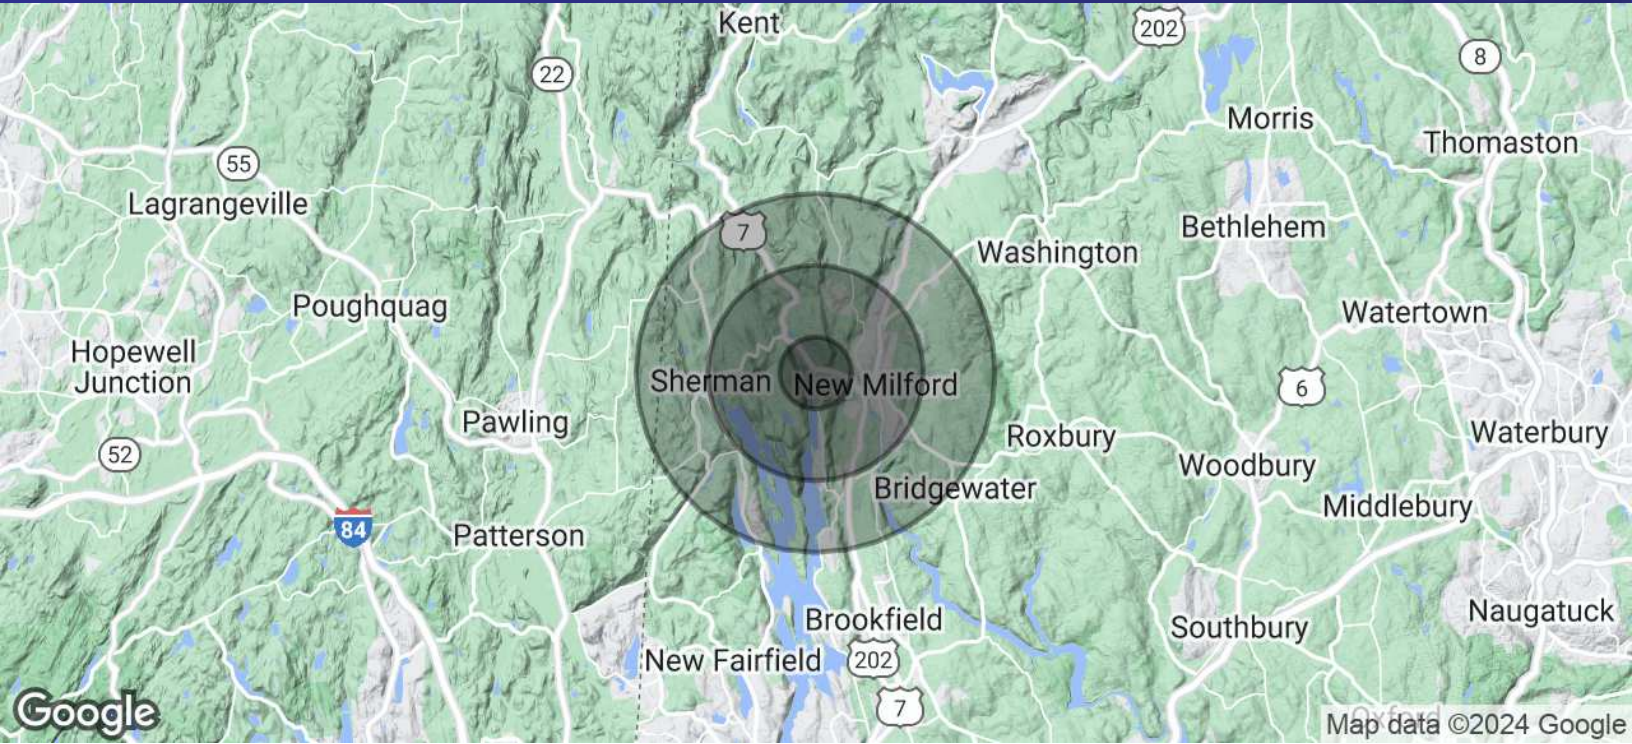 Kent
202
22
8
Morris
Thomaston
55
Lagrangeville
Bethlehem
7
Washington
Poughquag
Watertown
Hopewell
Junction
Sherman
New Milford
6
Pawling
Roxbury
Waterbury
52
Woodbury
Bridgewater
Middlebury
84
Patterson
Brookfield
Naugatuck
Southbury
New Fairfield
202
7
Google
Oxford
Map data ©2024 Google